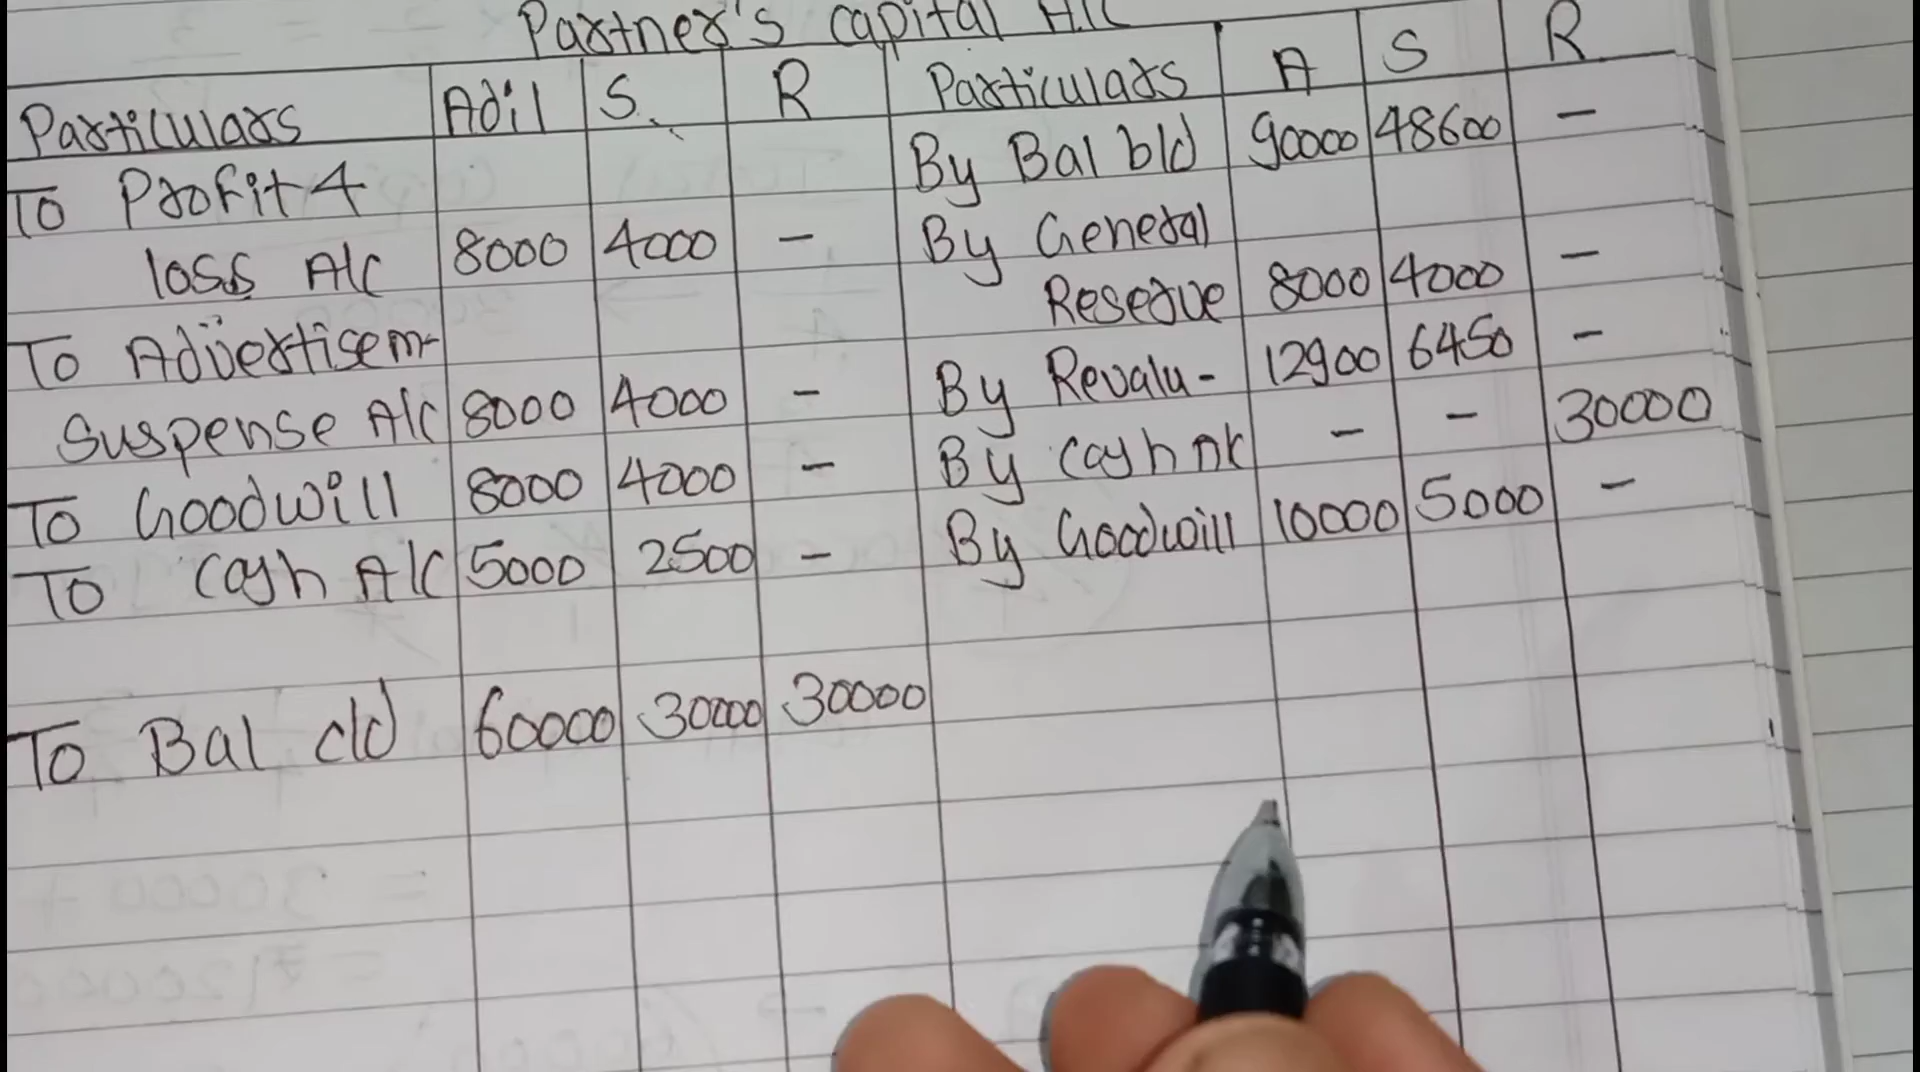 Partner's capital A/C
Particulars Adil S. R Particulars A S R
To Profit & By Bal b/d 90000 48600 -
loss A/C 8000 4000 - By General
Reserve 8000 4000 -
To Advertisem-
Suspense A/C 8000 4000 - By Revalu- 12900 6450 -
To Goodwill 8000 4000 - By Cash nk - - 30000
To Cash A/C 5000 2500 - By Goodwill 10000 5000 -
To Bal c/d 60000 30000 30000